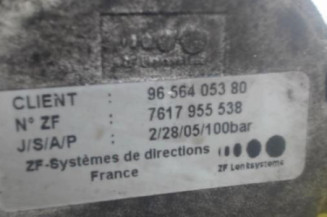 CLIENT : 96 564 053 80
N° ZF : 7617 955 538
J/S/A/P : 2/28/05/100bar
ZF-Systèmes de directions
France
ZF Lenksysteme